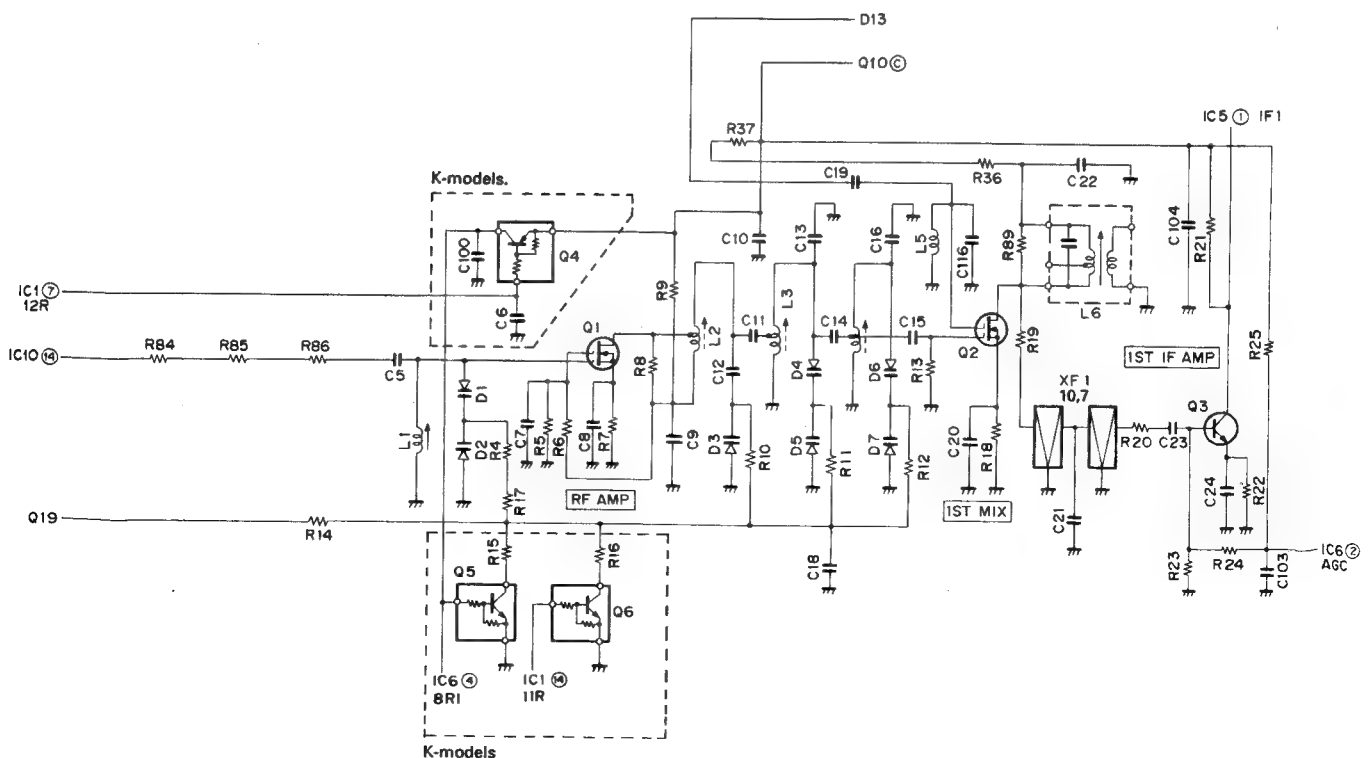 D13
Q10 Ⓒ
IC5 ① IF1
R37
R36
C22
C19
K-models.
C100
Q4
C10
C13
C16
L5
C116
R89
C104
R21
IC1 ⑦
12R
C6
R9
L6
Q1
L2
C11
L3
C14
C15
Q2
R19
1ST IF AMP
R25
IC10 ⑭
R84
R85
R86
C5
R8
C12
D4
D6
R13
XF 1
10,7
Q3
D1
L1
D2
R4
C7
R5
R6
C8
R7
C9
D3
R10
D5
R11
D7
R12
C20
R18
R20
C23
R17
RF AMP
1ST MIX
C24
R22
Q19
R14
C21
R15
R16
C18
R23
R24
C103
IC6 ②
AGC
Q5
Q6
IC6 ④
8R1
IC1 ⑭
11R
K-models